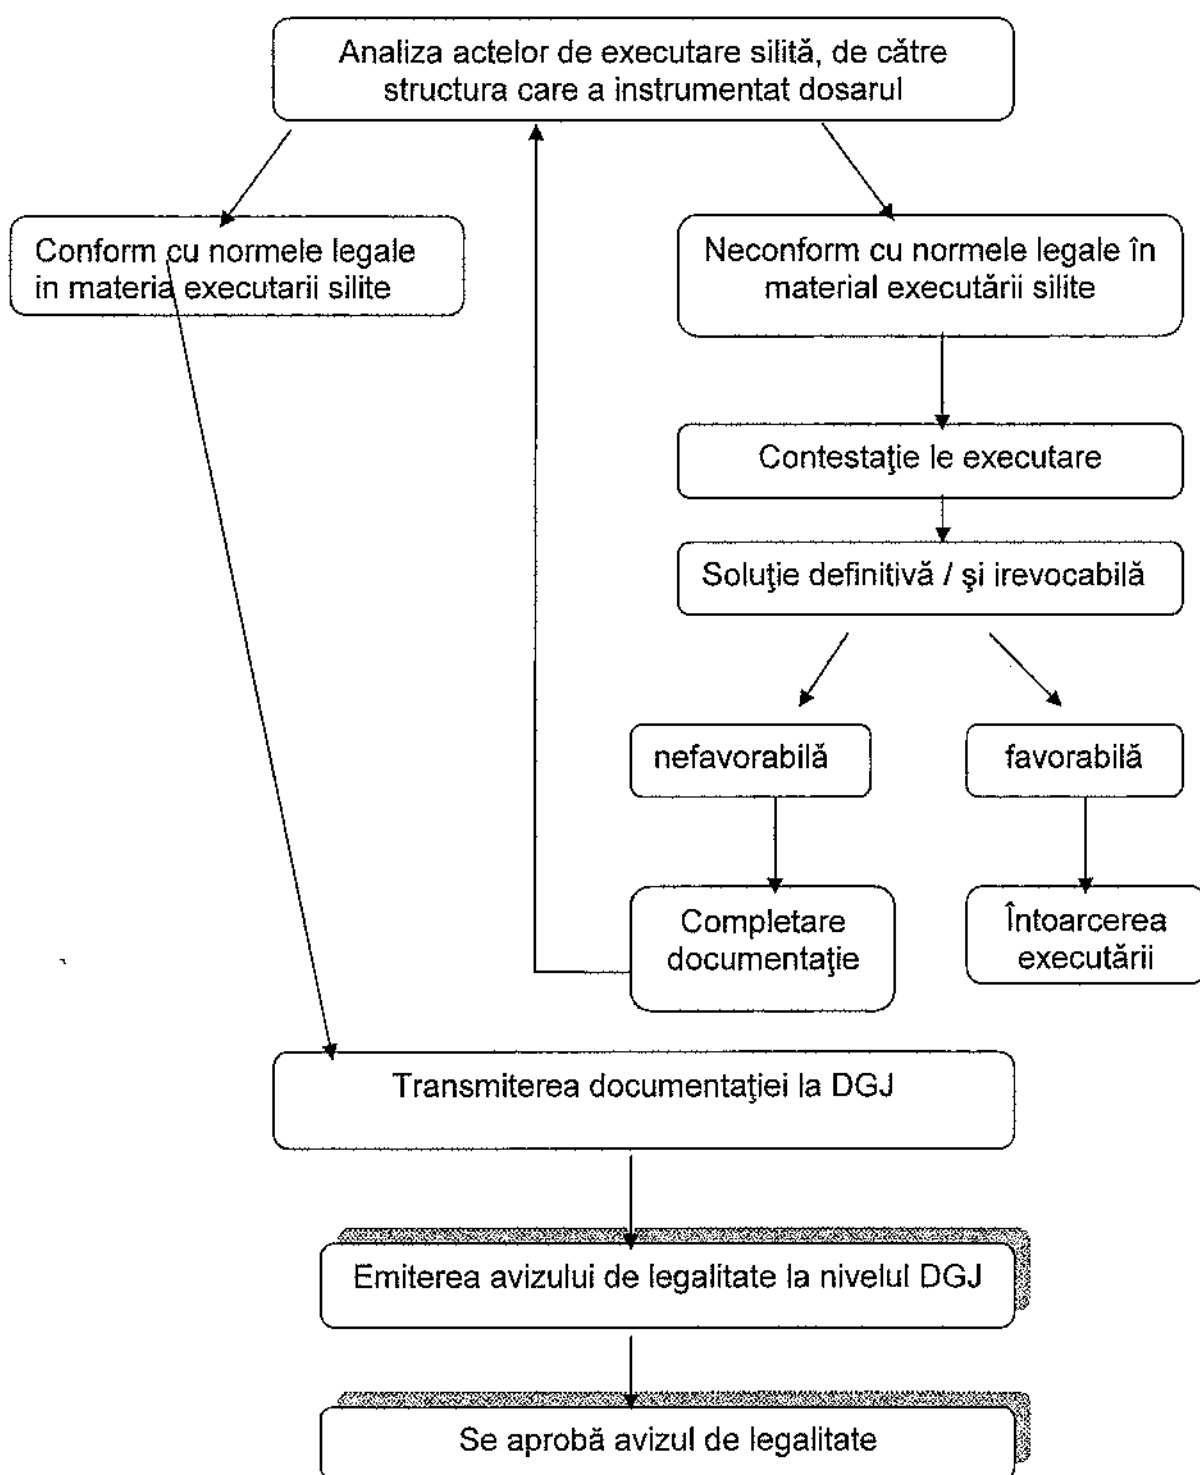 Analiza actelor de executare silită, de către
structura care a instrumentat dosarul
Conform cu normele legale
in materia executarii silite
Neconform cu normele legale în
material executării silite
Contestaţie le executare
Soluţie definitivă / şi irevocabilă
nefavorabilă
favorabilă
Completare
documentaţie
Întoarcerea
executării
Transmiterea documentaţiei la DGJ
Emiterea avizului de legalitate la nivelul DGJ
Se aprobă avizul de legalitate